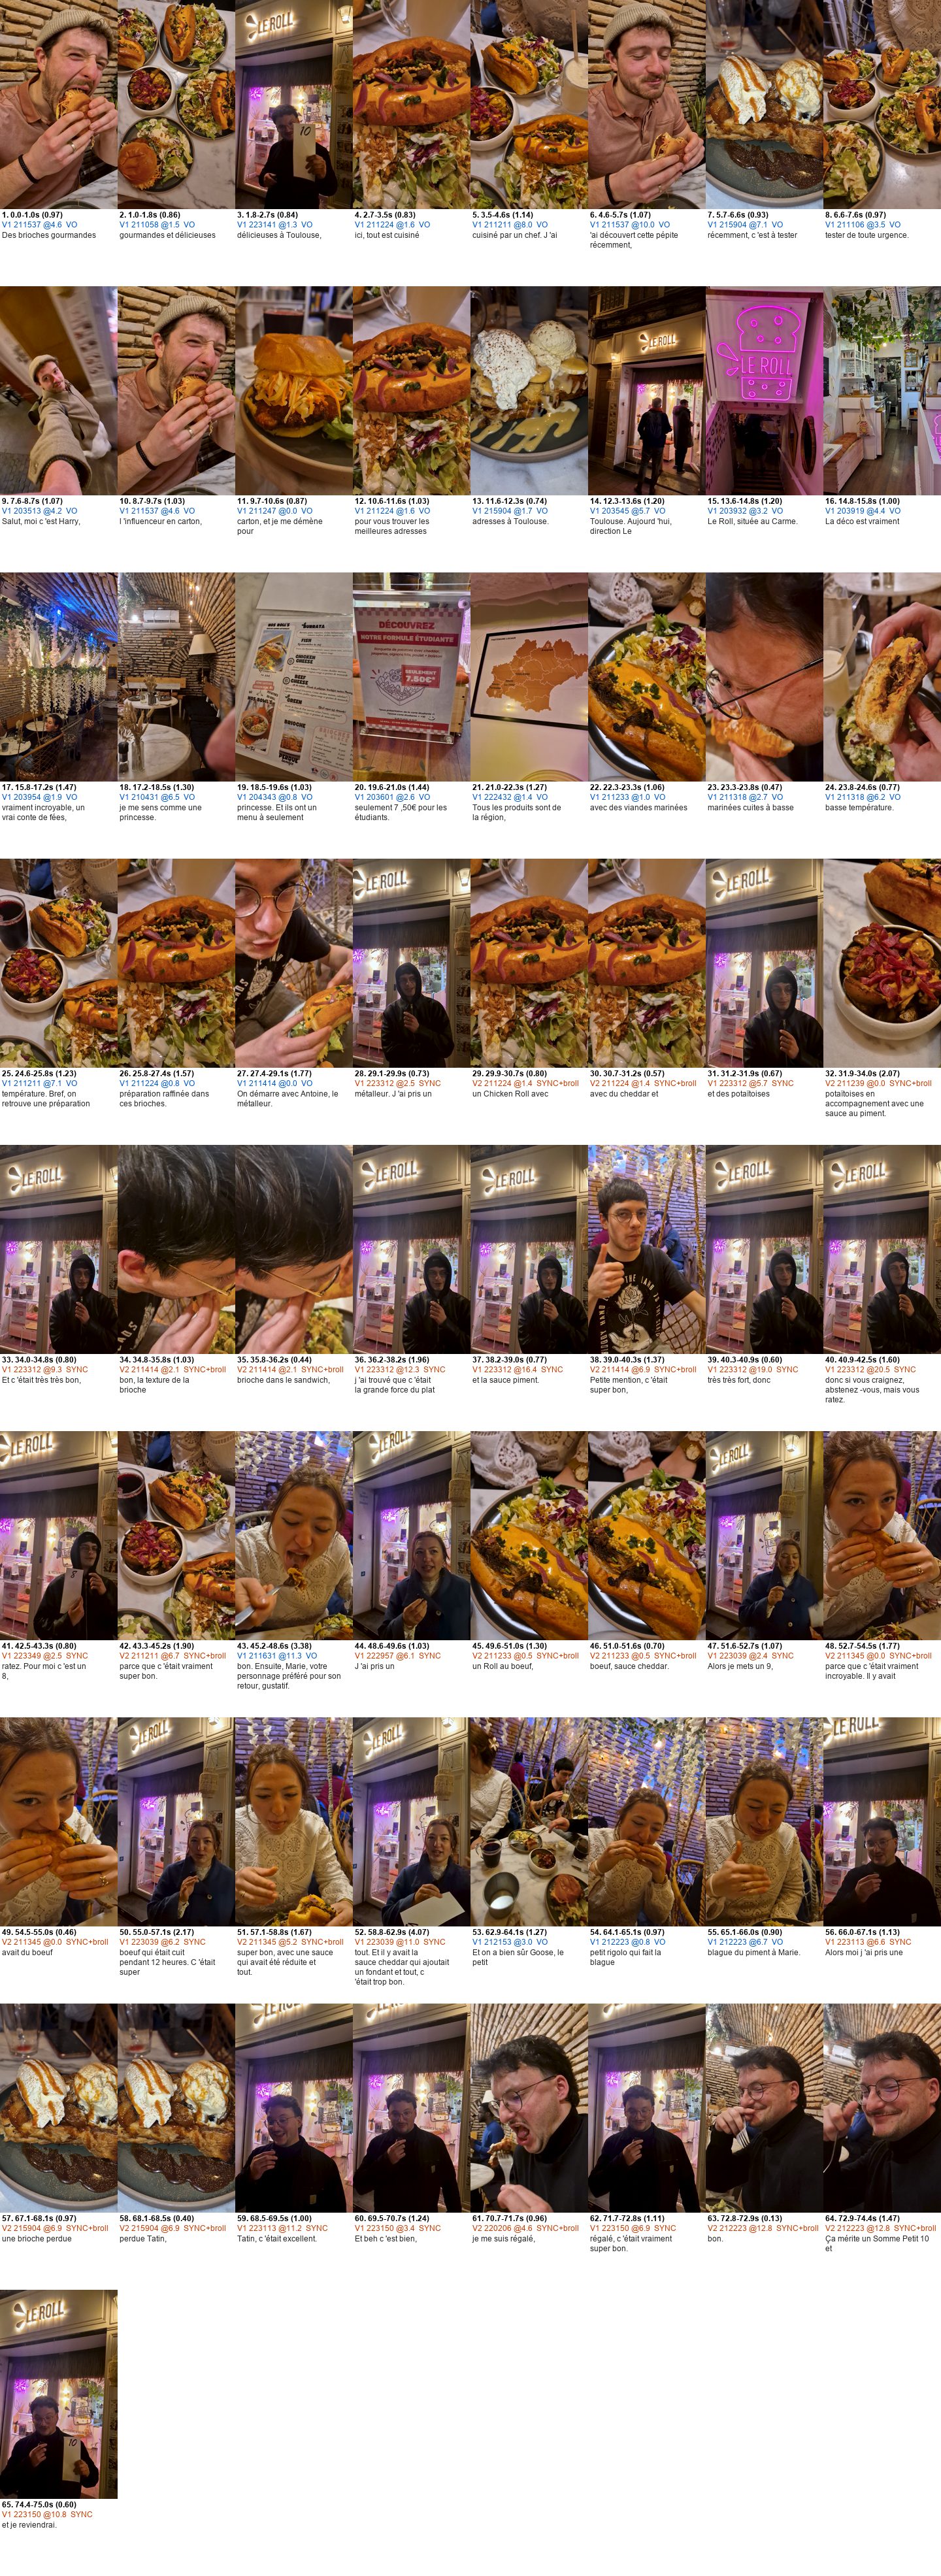 LE ROLL
10
1. 0.0-1.0s (0.97)
V1 211537 @4.6 VO
Des brioches gourmandes
2. 1.0-1.8s (0.86)
V1 211058 @1.5 VO
gourmandes et délicieuses
3. 1.8-2.7s (0.84)
V1 223141 @1.3 VO
délicieuses à Toulouse,
4. 2.7-3.5s (0.83)
V1 211224 @1.6 VO
ici, tout est cuisiné
5. 3.5-4.6s (1.14)
V1 211211 @8.0 VO
cuisiné par un chef. J 'ai
6. 4.6-5.7s (1.07)
V1 211537 @10.0 VO
'ai découvert cette pépite
récemment,
7. 5.7-6.6s (0.93)
V1 215904 @7.1 VO
récemment, c 'est à tester
8. 6.6-7.6s (0.97)
V1 211106 @3.5 VO
tester de toute urgence.
LE ROLL
LE ROLL
9. 7.6-8.7s (1.07)
V1 203513 @4.2 VO
Salut, moi c 'est Harry,
10. 8.7-9.7s (1.03)
V1 211537 @4.6 VO
l 'influenceur en carton,
11. 9.7-10.6s (0.87)
V1 211247 @0.0 VO
carton, et je me démène
pour
12. 10.6-11.6s (1.03)
V1 211224 @1.6 VO
pour vous trouver les
meilleures adresses
13. 11.6-12.3s (0.74)
V1 215904 @1.7 VO
adresses à Toulouse.
14. 12.3-13.6s (1.20)
V1 203545 @5.7 VO
Toulouse. Aujourd 'hui,
direction Le
15. 13.6-14.8s (1.20)
V1 203932 @3.2 VO
Le Roll, située au Carme.
16. 14.8-15.8s (1.00)
V1 203919 @4.4 VO
La déco est vraiment
DÉCOUVREZ
NOTRE FORMULE ÉTUDIANTE
SEULEMENT
7.50€*
17. 15.8-17.2s (1.47)
V1 203954 @1.9 VO
vraiment incroyable, un
vrai conte de fées,
18. 17.2-18.5s (1.30)
V1 210431 @6.5 VO
je me sens comme une
princesse.
19. 18.5-19.6s (1.03)
V1 204343 @0.8 VO
princesse. Et ils ont un
menu à seulement
20. 19.6-21.0s (1.44)
V1 203601 @2.6 VO
seulement 7 ,50€ pour les
étudiants.
21. 21.0-22.3s (1.27)
V1 222432 @1.4 VO
Tous les produits sont de
la région,
22. 22.3-23.3s (1.06)
V1 211233 @1.0 VO
avec des viandes marinées
23. 23.3-23.8s (0.47)
V1 211318 @2.7 VO
marinées cuites à basse
24. 23.8-24.6s (0.77)
V1 211318 @6.2 VO
basse température.
LE ROLL
LE ROLL
25. 24.6-25.8s (1.23)
V1 211211 @7.1 VO
température. Bref, on
retrouve une préparation
26. 25.8-27.4s (1.57)
V1 211224 @0.8 VO
préparation raffinée dans
ces brioches.
27. 27.4-29.1s (1.77)
V1 211414 @0.0 VO
On démarre avec Antoine, le
métalleur.
28. 29.1-29.9s (0.73)
V1 223312 @2.5 SYNC
métalleur. J 'ai pris un
29. 29.9-30.7s (0.80)
V2 211224 @1.4 SYNC+broll
un Chicken Roll avec
30. 30.7-31.2s (0.57)
V2 211224 @1.4 SYNC+broll
avec du cheddar et
31. 31.2-31.9s (0.67)
V1 223312 @5.7 SYNC
et des potaitoises
32. 31.9-34.0s (2.07)
V2 211239 @0.0 SYNC+broll
potaitoises en
accompagnement avec une
sauce au piment.
LE ROLL
LE ROLL
LE ROLL
LE ROLL
LE ROLL
33. 34.0-34.8s (0.80)
V1 223312 @9.3 SYNC
Et c 'était très très bon,
34. 34.8-35.8s (1.03)
V2 211414 @2.1 SYNC+broll
bon, la texture de la
brioche
35. 35.8-36.2s (0.44)
V2 211414 @2.1 SYNC+broll
brioche dans le sandwich,
36. 36.2-38.2s (1.96)
V1 223312 @12.3 SYNC
j 'ai trouvé que c 'était
la grande force du plat
37. 38.2-39.0s (0.77)
V1 223312 @16.4 SYNC
et la sauce piment.
38. 39.0-40.3s (1.37)
V2 211414 @6.9 SYNC+broll
Petite mention, c 'était
super bon,
39. 40.3-40.9s (0.60)
V1 223312 @19.0 SYNC
très très fort, donc
40. 40.9-42.5s (1.60)
V1 223312 @20.5 SYNC
donc si vous craignez,
abstenez -vous, mais vous
ratez.
LE ROLL
8
LE ROLL
LE ROLL
41. 42.5-43.3s (0.80)
V1 223349 @2.5 SYNC
ratez. Pour moi c 'est un
8,
42. 43.3-45.2s (1.90)
V2 211211 @6.7 SYNC+broll
parce que c 'était vraiment
super bon.
43. 45.2-48.6s (3.38)
V1 211631 @11.3 VO
bon. Ensuite, Marie, votre
personnage préféré pour son
retour, gustatif.
44. 48.6-49.6s (1.03)
V1 222957 @6.1 SYNC
J 'ai pris un
45. 49.6-51.0s (1.30)
V2 211233 @0.5 SYNC+broll
un Roll au boeuf,
46. 51.0-51.6s (0.70)
V2 211233 @0.5 SYNC+broll
boeuf, sauce cheddar.
47. 51.6-52.7s (1.07)
V1 223039 @2.4 SYNC
Alors je mets un 9,
48. 52.7-54.5s (1.77)
V2 211345 @0.0 SYNC+broll
parce que c 'était vraiment
incroyable. Il y avait
LE ROLL
LE ROLL
LE ROLL
49. 54.5-55.0s (0.46)
V2 211345 @0.0 SYNC+broll
avait du boeuf
50. 55.0-57.1s (2.17)
V1 223039 @6.2 SYNC
boeuf qui était cuit
pendant 12 heures. C 'était
super
51. 57.1-58.8s (1.67)
V2 211345 @5.2 SYNC+broll
super bon, avec une sauce
qui avait été réduite et
tout.
52. 58.8-62.9s (4.07)
V1 223039 @11.0 SYNC
tout. Et il y avait la
sauce cheddar qui ajoutait
un fondant et tout, c
'était trop bon.
53. 62.9-64.1s (1.27)
V1 212153 @3.0 VO
Et on a bien sûr Goose, le
petit
54. 64.1-65.1s (0.97)
V1 212223 @0.8 VO
petit rigolo qui fait la
blague
55. 65.1-66.0s (0.90)
V1 212223 @6.7 VO
blague du piment à Marie.
56. 66.0-67.1s (1.13)
V1 223113 @6.6 SYNC
Alors moi j 'ai pris une
57. 67.1-68.1s (0.97)
V2 215904 @6.9 SYNC+broll
une brioche perdue
58. 68.1-68.5s (0.40)
V2 215904 @6.9 SYNC+broll
perdue Tatin,
59. 68.5-69.5s (1.00)
V1 223113 @11.2 SYNC
Tatin, c 'était excellent.
60. 69.5-70.7s (1.24)
V1 223150 @3.4 SYNC
Et beh c 'est bien,
61. 70.7-71.7s (0.96)
V2 220206 @4.6 SYNC+broll
je me suis régalé,
62. 71.7-72.8s (1.11)
V1 223150 @6.9 SYNC
régalé, c 'était vraiment
super bon.
63. 72.8-72.9s (0.13)
V2 212223 @12.8 SYNC+broll
bon.
64. 72.9-74.4s (1.47)
V2 212223 @12.8 SYNC+broll
Ça mérite un Somme Petit 10
et
LE ROLL
10
65. 74.4-75.0s (0.60)
V1 223150 @10.8 SYNC
et je reviendrai.